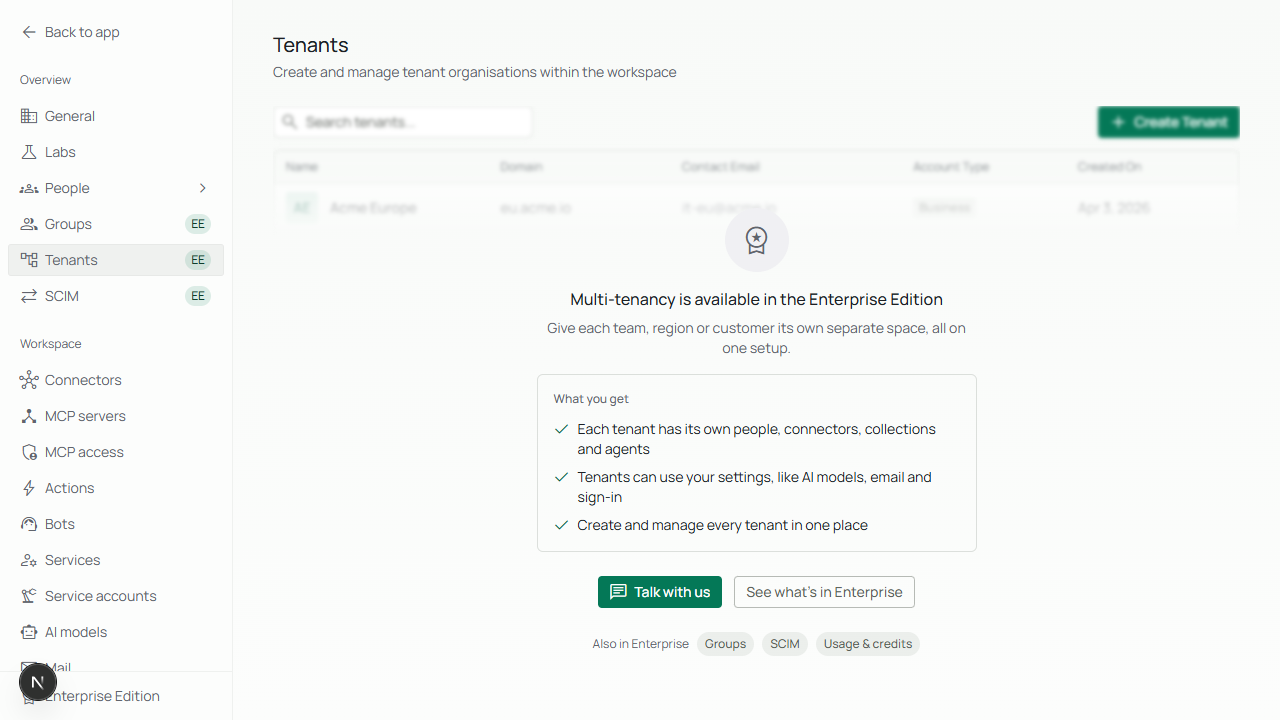 Back to app
Overview
General
Labs
People
Groups EE
Tenants EE
SCIM EE
Workspace
Connectors
MCP servers
MCP access
Actions
Bots
Services
Service accounts
AI models
Mail
Enterprise Edition
N
Tenants
Create and manage tenant organisations within the workspace
Search tenants...
Create Tenant
Name Domain Contact Email Account Type Created On
AE Acme Europe eu.acme.io Business Apr 3, 2026
Multi-tenancy is available in the Enterprise Edition
Give each team, region or customer its own separate space, all on
one setup.
What you get
Each tenant has its own people, connectors, collections
and agents
Tenants can use your settings, like AI models, email and
sign-in
Create and manage every tenant in one place
Talk with us
See what's in Enterprise
Also in Enterprise Groups SCIM Usage & credits